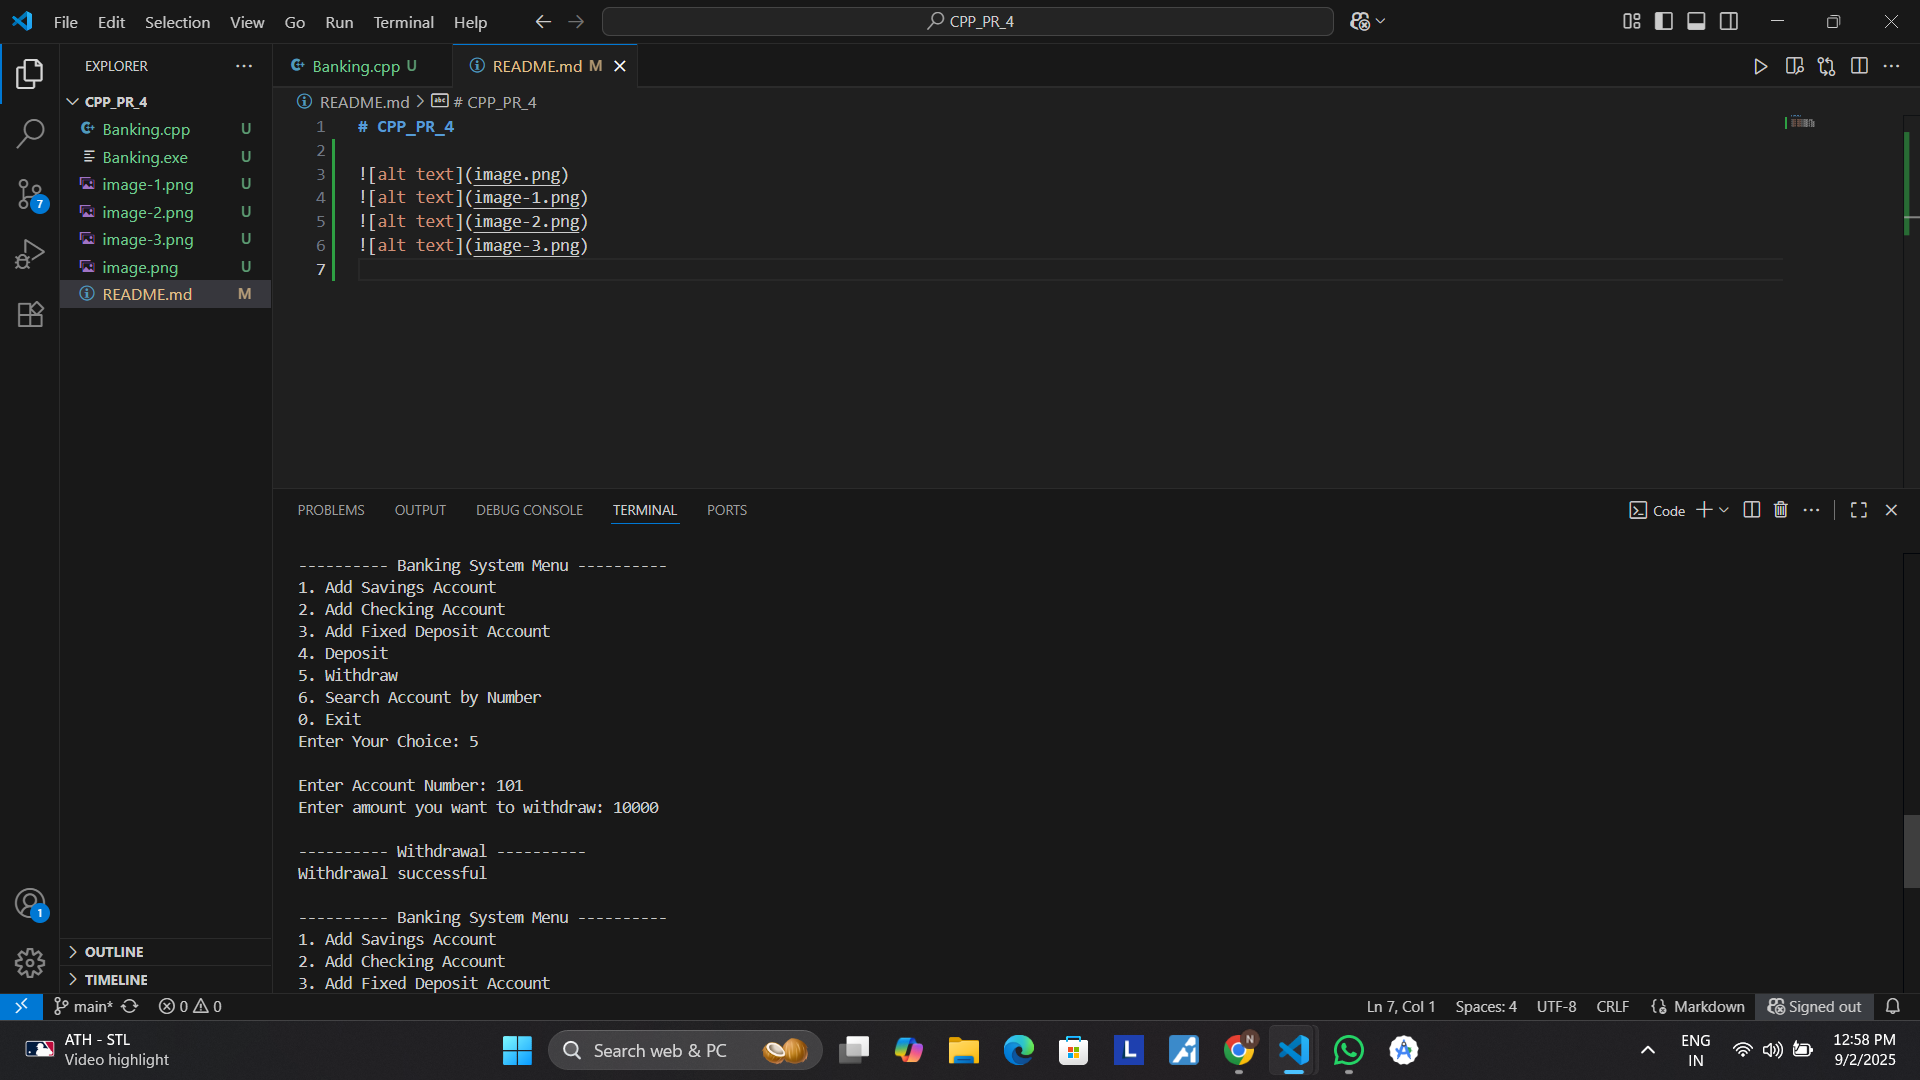 File Edit Selection View Go Run Terminal Help
CPP_PR_4
EXPLORER
Banking.cpp U
README.md M
CPP_PR_4
README.md > # CPP_PR_4
Banking.cpp U
Banking.exe U
image-1.png U
image-2.png U
image-3.png U
image.png U
README.md M
7
1 # CPP_PR_4
2
3 ![alt text](image.png)
4 ![alt text](image-1.png)
5 ![alt text](image-2.png)
6 ![alt text](image-3.png)
7
PROBLEMS OUTPUT DEBUG CONSOLE TERMINAL PORTS
Code
---------- Banking System Menu ----------
1. Add Savings Account
2. Add Checking Account
3. Add Fixed Deposit Account
4. Deposit
5. Withdraw
6. Search Account by Number
0. Exit
Enter Your Choice: 5
Enter Account Number: 101
Enter amount you want to withdraw: 10000
---------- Withdrawal ----------
Withdrawal successful
---------- Banking System Menu ----------
1. Add Savings Account
2. Add Checking Account
3. Add Fixed Deposit Account
1
OUTLINE
TIMELINE
main* 0 0
Ln 7, Col 1 Spaces: 4 UTF-8 CRLF Markdown Signed out
ATH - STL
Video highlight
Search web & PC
L
N
ENG
IN
12:58 PM
9/2/2025